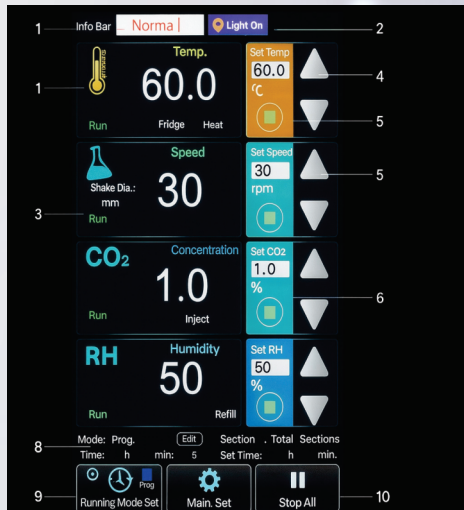 1 Info Bar Norma Light On 2
Temp. Set Temp
60.0 60.0 4
1 °C 5
Run Fridge Heat
Speed Set Speed
30 30 5
Shake Dia.: rpm
mm
3 Run
CO₂ Concentration Set CO2
1.0 1.0
% 6
Run Inject
RH Humidity Set RH
50 50
%
Run Refill
8 Mode: Prog. Edit Section . Total Sections
Time: h min: 5 Set Time: h min.
Prog
9 Running Mode Set Main. Set Stop All 10